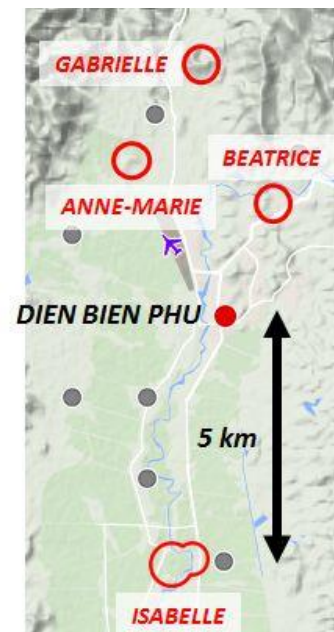 GABRIELLE
BEATRICE
ANNE-MARIE
DIEN BIEN PHU
5 km
ISABELLE